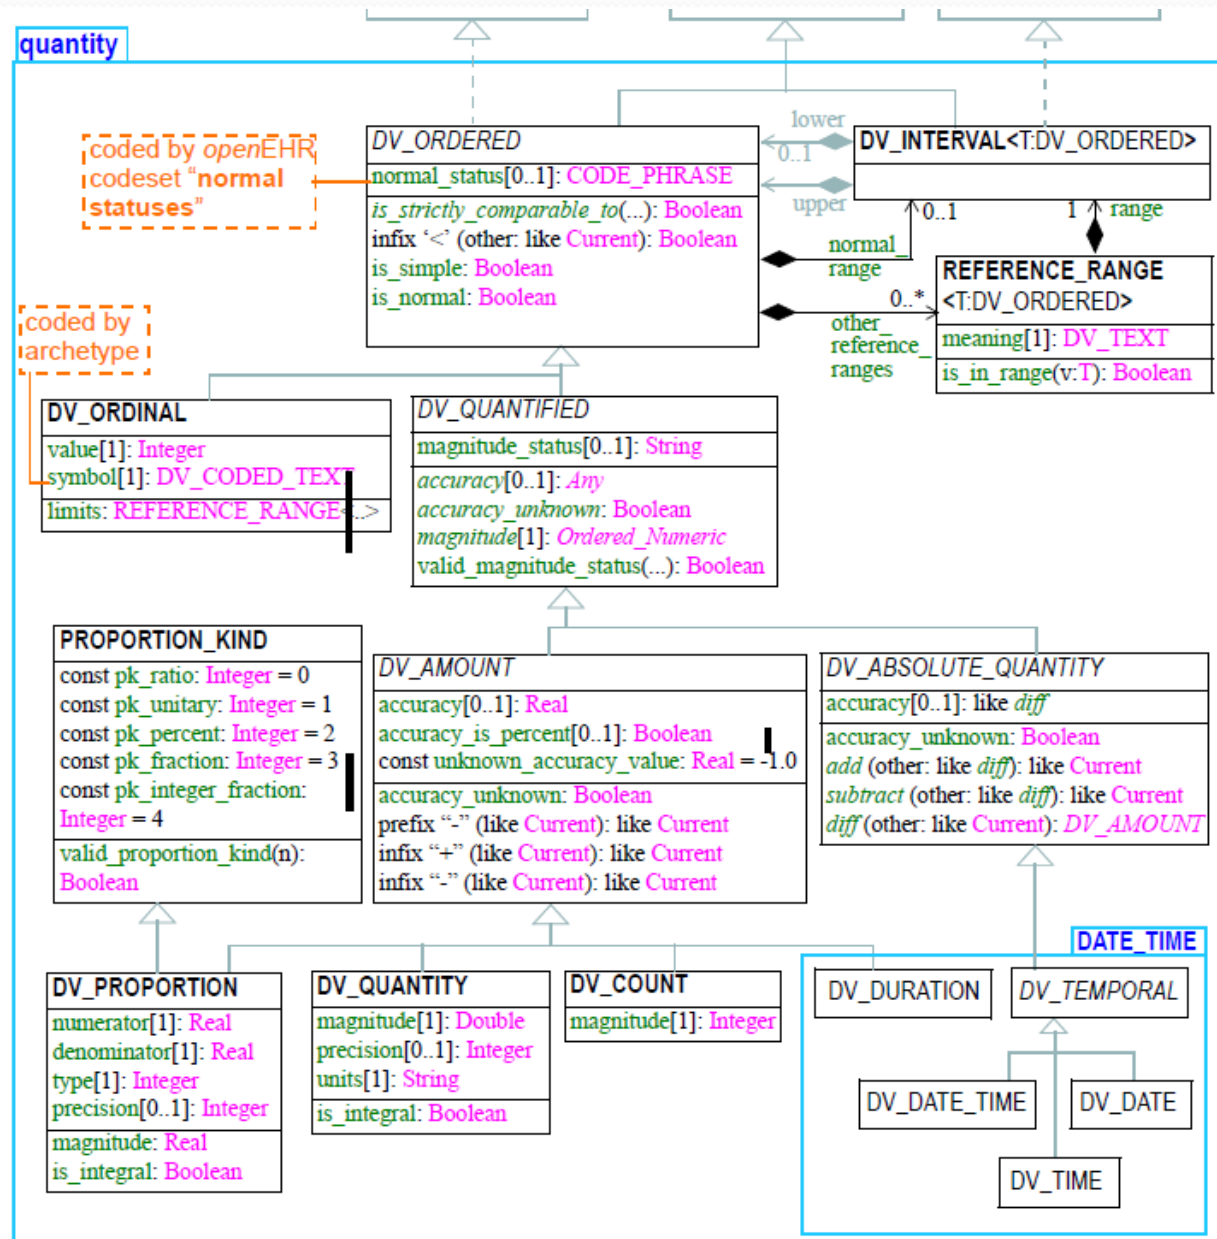 quantity
coded by openEHR
codeset “normal
statuses”
DV_ORDERED
normal_status[0..1]: CODE_PHRASE
is_strictly_comparable_to(...): Boolean
infix ‘<’ (other: like Current): Boolean
is_simple: Boolean
is_normal: Boolean
lower
0..1
upper
DV_INTERVAL<T:DV_ORDERED>
0..1
1
range
normal_
range
0..*
other_
reference_
ranges
REFERENCE_RANGE
<T:DV_ORDERED>
meaning[1]: DV_TEXT
is_in_range(v:T): Boolean
coded by
archetype
DV_ORDINAL
value[1]: Integer
symbol[1]: DV_CODED_TEXT
limits: REFERENCE_RANGE<..>
DV_QUANTIFIED
magnitude_status[0..1]: String
accuracy[0..1]: Any
accuracy_unknown: Boolean
magnitude[1]: Ordered_Numeric
valid_magnitude_status(...): Boolean
PROPORTION_KIND
const pk_ratio: Integer = 0
const pk_unitary: Integer = 1
const pk_percent: Integer = 2
const pk_fraction: Integer = 3
const pk_integer_fraction:
Integer = 4
valid_proportion_kind(n):
Boolean
DV_AMOUNT
accuracy[0..1]: Real
accuracy_is_percent[0..1]: Boolean
const unknown_accuracy_value: Real = -1.0
accuracy_unknown: Boolean
prefix “-” (like Current): like Current
infix “+” (like Current): like Current
infix “-” (like Current): like Current
DV_ABSOLUTE_QUANTITY
accuracy[0..1]: like diff
accuracy_unknown: Boolean
add (other: like diff): like Current
subtract (other: like diff): like Current
diff (other: like Current): DV_AMOUNT
DV_PROPORTION
numerator[1]: Real
denominator[1]: Real
type[1]: Integer
precision[0..1]: Integer
magnitude: Real
is_integral: Boolean
DV_QUANTITY
magnitude[1]: Double
precision[0..1]: Integer
units[1]: String
is_integral: Boolean
DV_COUNT
magnitude[1]: Integer
DATE_TIME
DV_DURATION
DV_TEMPORAL
DV_DATE_TIME
DV_DATE
DV_TIME